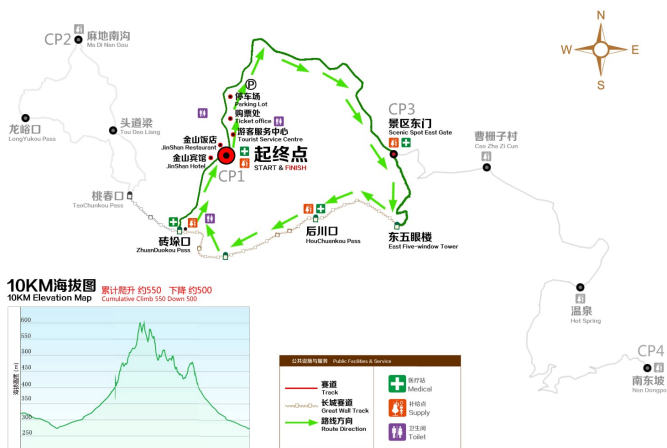 N
W
E
S
CP2
麻地南沟
Ma Di Nan Gou
龙峪口
LongYukou Pass
头道梁
Tou Dao Liang
桃春口
TaoChunkou Pass
P
停车场
Parking Lot
购票处
Ticket office
游客服务中心
Tourist Service Centre
金山饭店
JinShan Restaurant
金山宾馆
JinShan Hotel
CP1
起终点
START & FINISH
CP3
景区东门
Scenic Spot East Gate
曹栅子村
Cao Zha Zi Cun
砖垛口
ZhuanDuokou Pass
后川口
HouChuankou Pass
东五眼楼
East Five-window Tower
温泉
Hot Spring
CP4
南东坡
Nan Dongpo
10KM海拔图
10KM Elevation Map
累计爬升 约550 下降 约500
Cumulative Climb 550 Down 500
海拔高度 (m)
600
550
500
450
400
350
300
250
公共设施与服务 Public Facilities & Service
赛道
Track
长城赛道
Great Wall Track
路线方向
Route Direction
医疗站
Medical
补给点
Supply
卫生间
Toilet